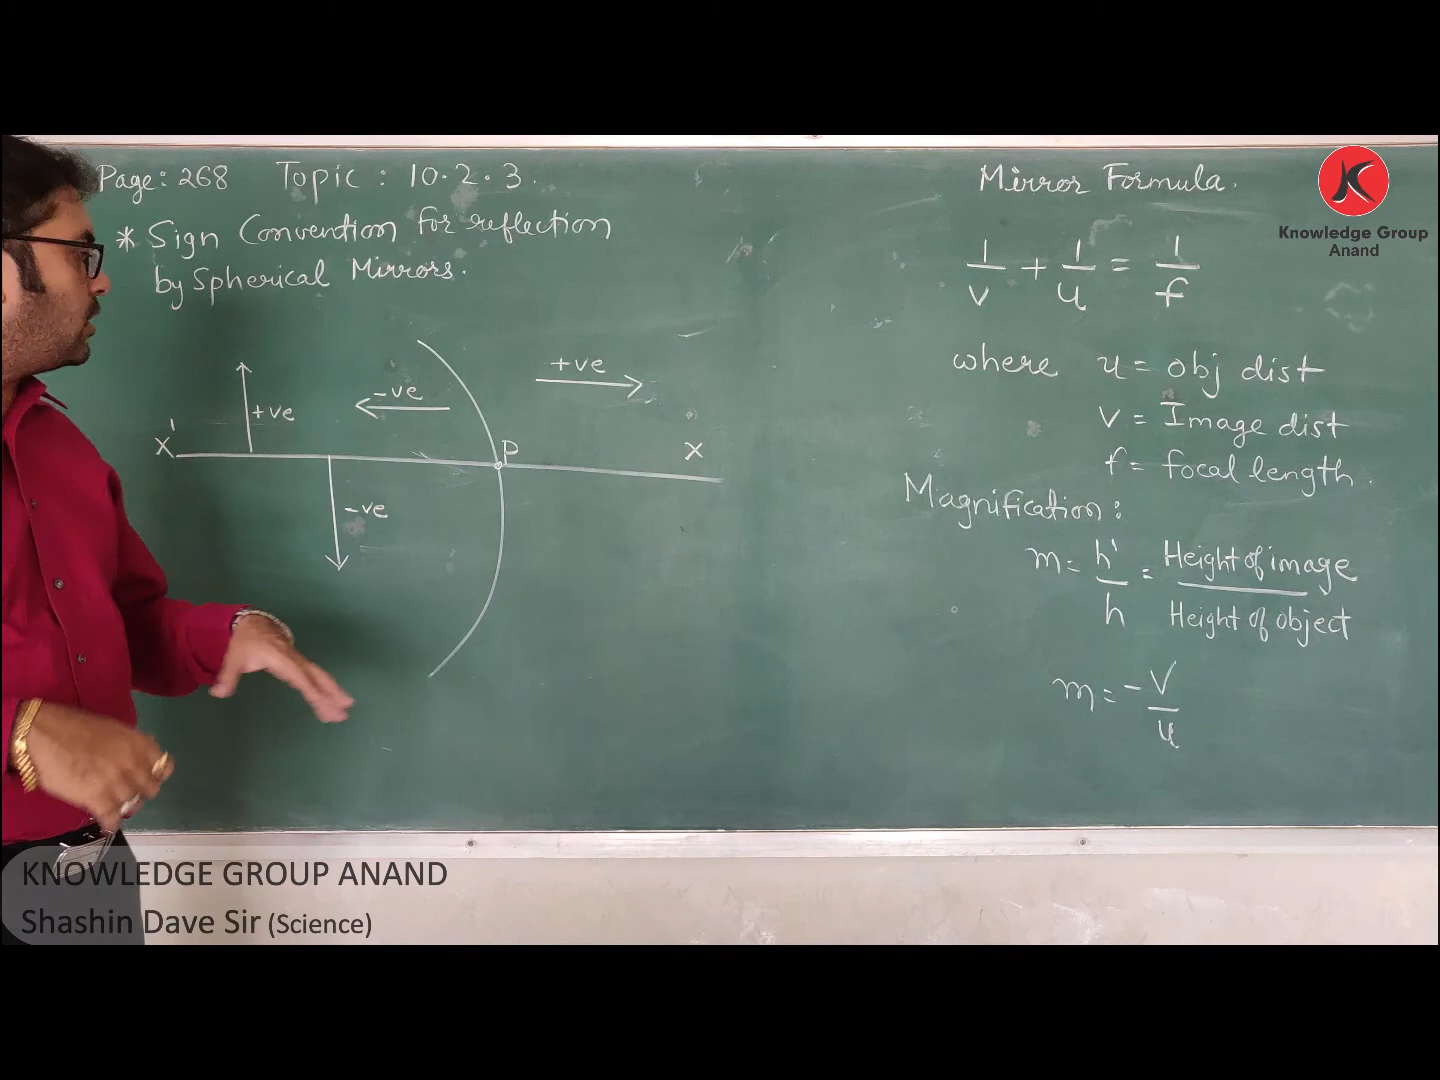 Page: 268 Topic : 10.2.3.
* Sign Convention for reflection
by Spherical Mirrors.
+ve
-ve
+ve
-ve
X'
P
X
Mirror Formula.
1/v + 1/u = 1/f
where u = obj dist
v = Image dist
f = focal length.
Magnification:
m = h'/h = Height of image / Height of object
m = -v/u
Knowledge Group
Anand
KNOWLEDGE GROUP ANAND
Shashin Dave Sir (Science)